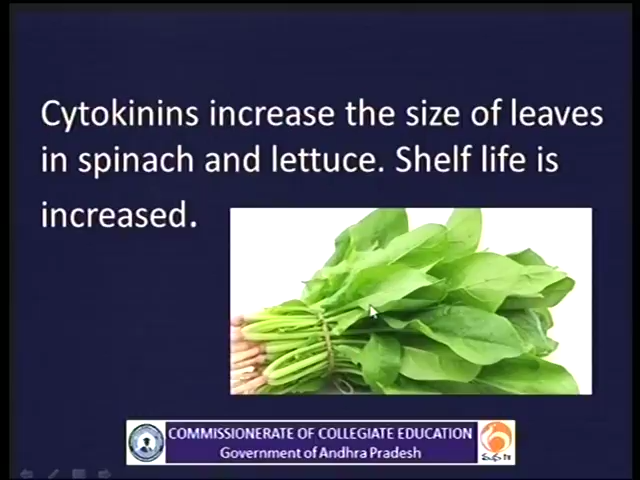 Cytokinins increase the size of leaves
in spinach and lettuce. Shelf life is
increased.
COMMISSIONERATE OF COLLEGIATE EDUCATION
Government of Andhra Pradesh